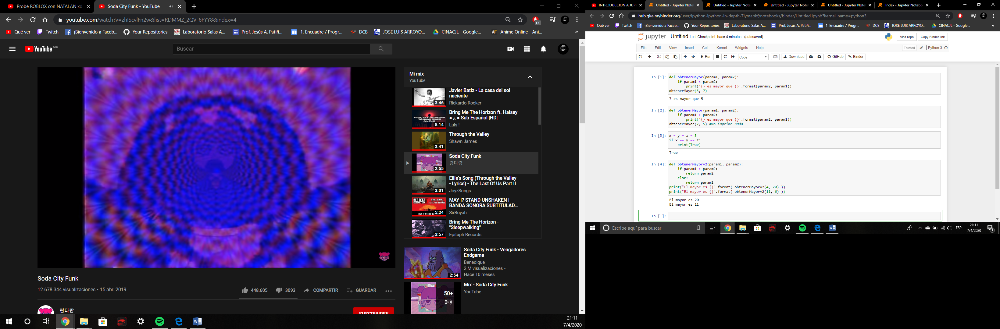 Probé ROBLOX con NATALAN xd
Soda City Funk - YouTube
youtube.com/watch?v=zhIScvlFn2w&list=RDMMZ_2QV-6FYY8&index=4
13
Qué ver
Twitch
¡Bienvenido a Faceb...
Your Repositories
Laboratorio Salas A...
Prof. Jesús A. Patiñ...
1. Encuadre / Progr...
DCB
JOSE LUIS ARROYO...
CINACJL - Google...
AF Anime Online - Ani...
»
YouTube MX
Buscar
Mi mix
YouTube
Javier Batiz - La casa del sol
naciente
Rickardo Rocker
3:46
Bring Me The Horizon ft. Halsey
● ¿ ● Sub Español |HD|
Luis !
SUPONGO QUE MI CUENTO DE HADAS
TENÍA ALGUNOS AGUJEROS
EN LA TRAMA
5:14
Through the Valley
Shawn James
3:41
Soda City Funk
람다람
2:55
Ellie's Song (Through the Valley
- Lyrics) - The Last Of Us Part II
JoyzSongs
3:01
MAY I? STAND UNSHAKEN |
BANDA SONORA SUBTITULAD...
SirBoyah
5:24
Bring Me The Horizon -
"Sleepwalking"
Epitaph Records
3:57
Soda City Funk - Vengadores
Endgame
Benedique
2 M visualizaciones •
Hace 10 meses
2:54
Mix - Soda City Funk
YouTube
50+
Soda City Funk
12.678.344 visualizaciones • 15 abr. 2019
448.605
3093
COMPARTIR
GUARDAR
람다람
SUSCRIBIRSE
21:11
7/4/2020
INTRODUCCIÓN A JUP
Untitled - Jupyter Note
Untitled - Jupyter Note
Untitled - Jupyter Note
Untitled - Jupyter Note
Index - Jupyter Notebo
hub.gke.mybinder.org/user/ipython-ipython-in-depth-7lymapkf/notebooks/binder/Untitled.ipynb?kernel_name=python3
Qué ver
Twitch
¡Bienvenido a Faceb...
Your Repositories
Laboratorio Salas A...
Prof. Jesús A. Patiñ...
1. Encuadre / Progr...
DCB
JOSE LUIS ARROYO...
CINACJL - Google...
»
jupyter Untitled Last Checkpoint: hace 4 minutos (autosaved)
Visit repo
Copy Binder link
File Edit View Insert Cell Kernel Widgets Help
Trusted
Python 3
Run
Code
Download
GitHub
Binder
In [1]: def obtenerMayor(param1, param2):
if param1 < param2:
print('{} es mayor que {}'.format(param2, param1))
obtenerMayor(5, 7)
7 es mayor que 5
In [2]: def obtenerMayor(param1, param2):
if param1 < param2:
print('{} es mayor que {}'.format(param2, param1))
obtenerMayor(7, 5) #No imprime nada
In [3]: x = y = z = 3
if x == y == z:
print(True)
True
In [4]: def obtenerMayorv2(param1, param2):
if param1 < param2:
return param2
else:
return param1
print("El mayor es {}".format( obtenerMayorv2(4, 20) ))
print("El mayor es {}".format( obtenerMayorv2(11, 6) ))
El mayor es 20
El mayor es 11
In [ ]:
Escribe aquí para buscar
ESP
21:11
7/4/2020
1